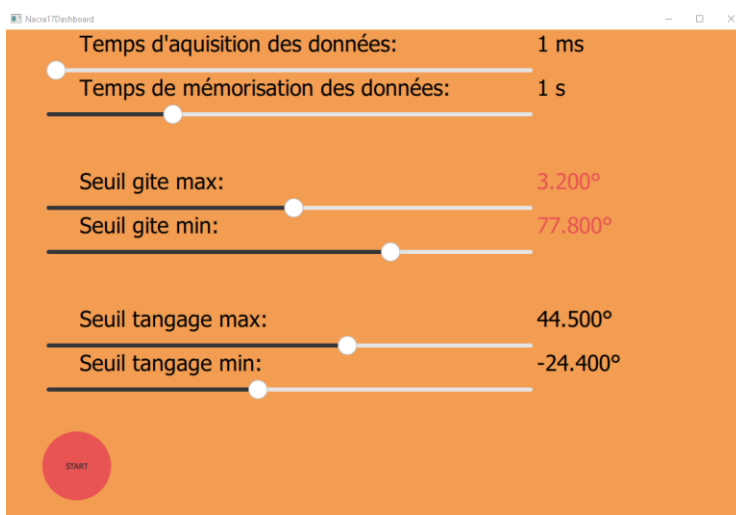 Nacra17Dashboard
Temps d'aquisition des données: 1 ms
Temps de mémorisation des données: 1 s
Seuil gite max: 3.200°
Seuil gite min: 77.800°
Seuil tangage max: 44.500°
Seuil tangage min: -24.400°
START